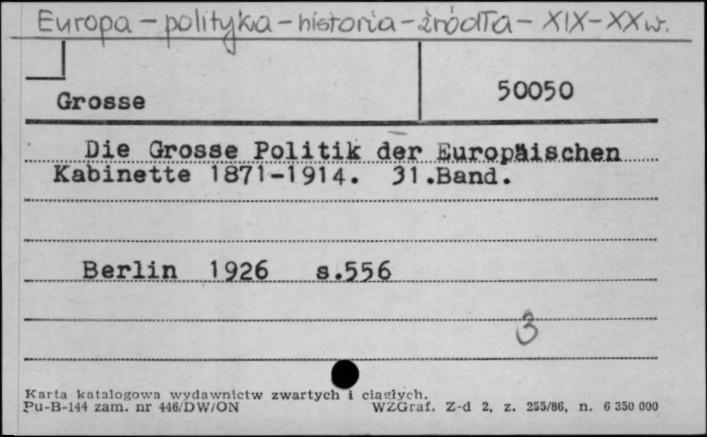 Europa - polityka - historia - źródła - XIX-XX w.
Grosse
50050
Die Grosse Politik der Europäischen
Kabinette 1871-1914. 31.Band.
Berlin 1926 s.556
3
Karta katalogowa wydawnictw zwartych i ciągłych.
Pu-B-144 zam. nr 446/DW/ON WZGraf. Z-d 2, z. 255/86, n. 6 350 000